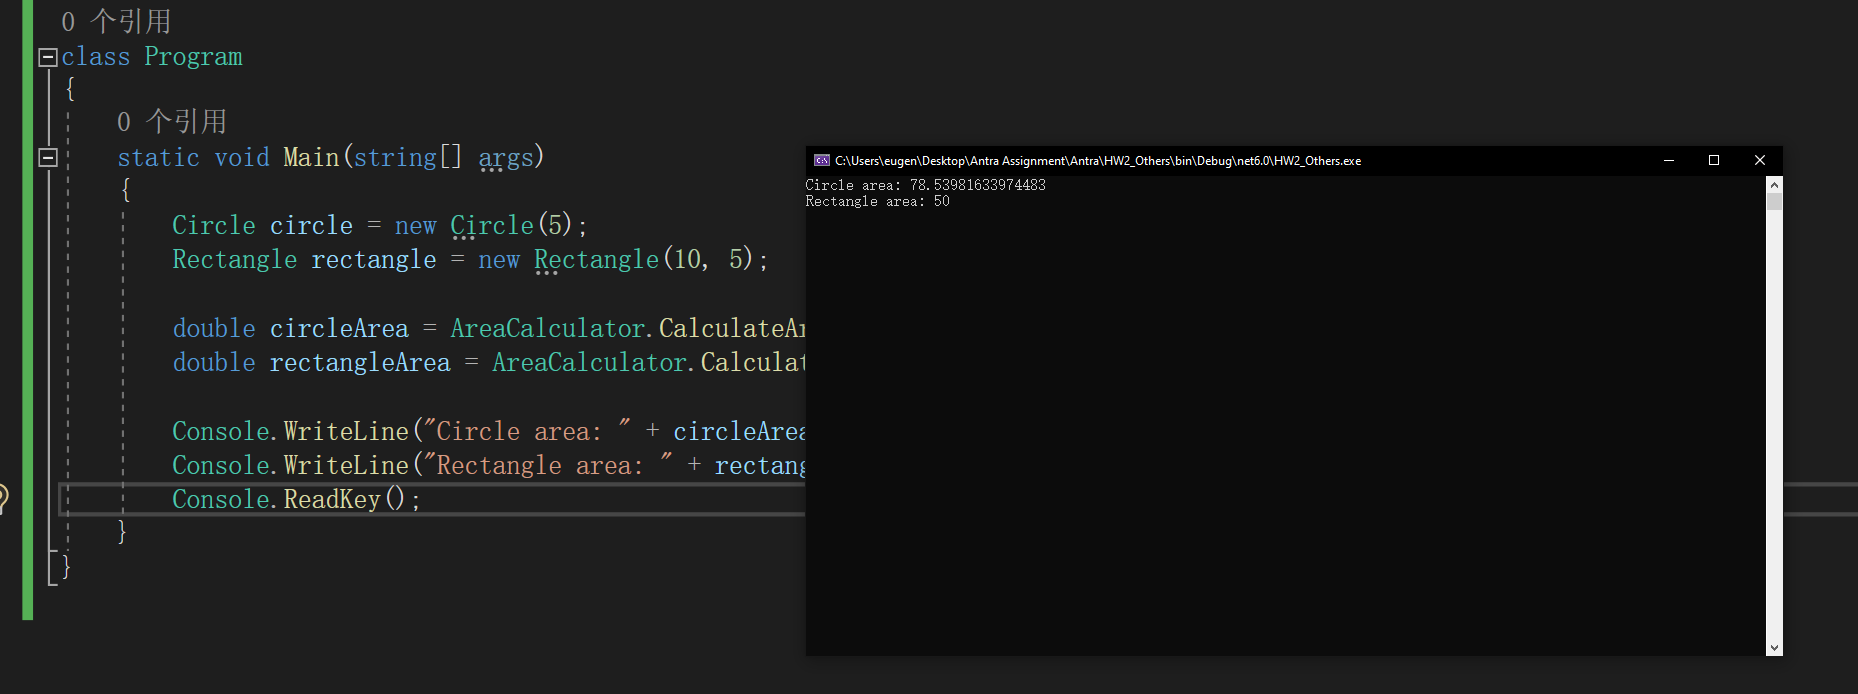 0 个引用
class Program
{
0 个引用
static void Main(string[] args)
{
Circle circle = new Circle(5);
Rectangle rectangle = new Rectangle(10, 5);
double circleArea = AreaCalculator.CalculateAr
double rectangleArea = AreaCalculator.Calculat
Console.WriteLine("Circle area: " + circleArea
Console.WriteLine("Rectangle area: " + rectang
Console.ReadKey();
}
}
C:\Users\eugen\Desktop\Antra Assignment\Antra\HW2_Others\bin\Debug\net6.0\HW2_Others.exe
Circle area: 78.53981633974483
Rectangle area: 50